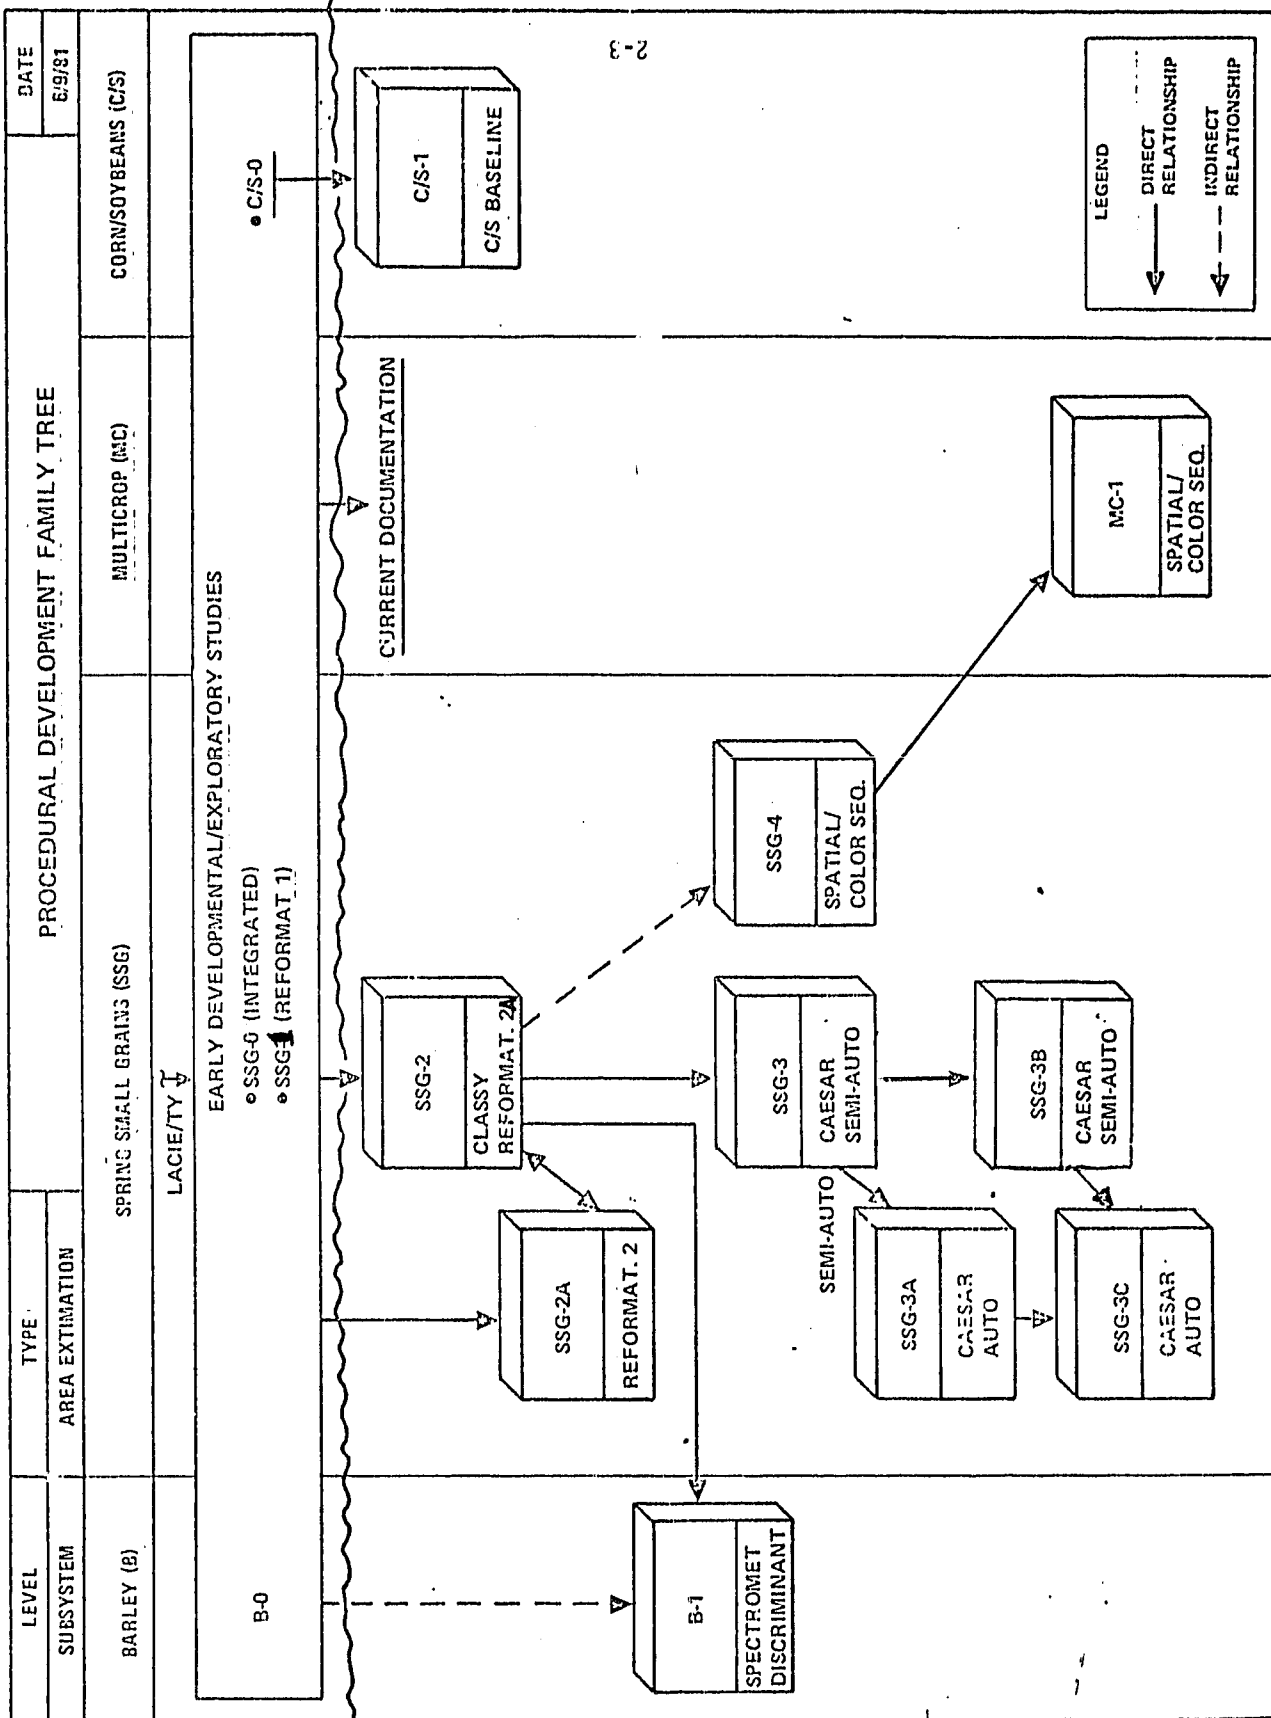 LEVEL
TYPE
PROCEDURAL DEVELOPMENT FAMILY TREE
DATE
SUBSYSTEM
AREA EXTIMATION
6/9/81
BARLEY (B)
SPRING SMALL GRAINS (SSG)
MULTICROP (MC)
CORN/SOYBEANS (C/S)
LACIE/TY
EARLY DEVELOPMENTAL/EXPLORATORY STUDIES
B-0
• SSG-0 (INTEGRATED)
• SSG-1 (REFORMAT 1)
• C/S-0
CURRENT DOCUMENTATION
SSG-2
CLASSY
REFORMAT. 2A
C/S-1
C/S BASELINE
SSG-2A
REFORMAT. 2
B-1
SPECTROMET
DISCRIMINANT
SSG-3
CAESAR
SEMI-AUTO
SSG-4
SPATIAL/
COLOR SEQ.
SEMI-AUTO
SSG-3A
CAESAR
AUTO
SSG-3B
CAESAR
SEMI-AUTO
SSG-3C
CAESAR
AUTO
MC-1
SPATIAL/
COLOR SEQ.
LEGEND
DIRECT
RELATIONSHIP
INDIRECT
RELATIONSHIP
2-3